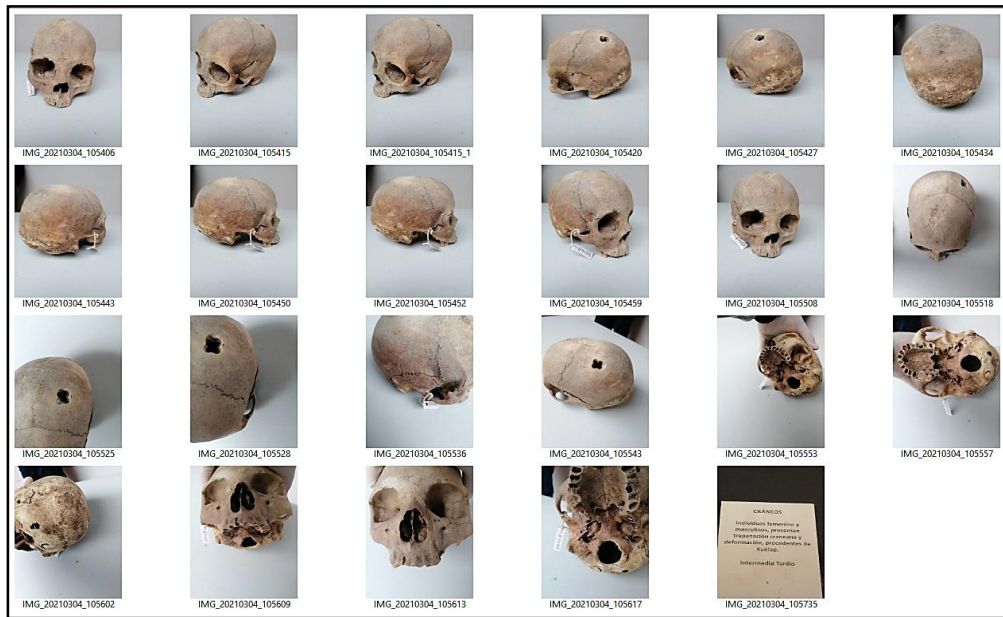 IMG_20210304_105406
IMG_20210304_105415
IMG_20210304_105415_1
IMG_20210304_105420
IMG_20210304_105427
IMG_20210304_105434
IMG_20210304_105443
IMG_20210304_105450
IMG_20210304_105452
IMG_20210304_105459
IMG_20210304_105508
IMG_20210304_105518
IMG_20210304_105525
IMG_20210304_105528
IMG_20210304_105536
IMG_20210304_105543
IMG_20210304_105553
IMG_20210304_105557
IMG_20210304_105602
IMG_20210304_105609
IMG_20210304_105613
IMG_20210304_105617
CRÁNEOS
Individuos femenino y
masculinos, presentan
trepanación craneana y
deformación, procedentes de
Kuélap.
Intermedio Tardío
IMG_20210304_105735